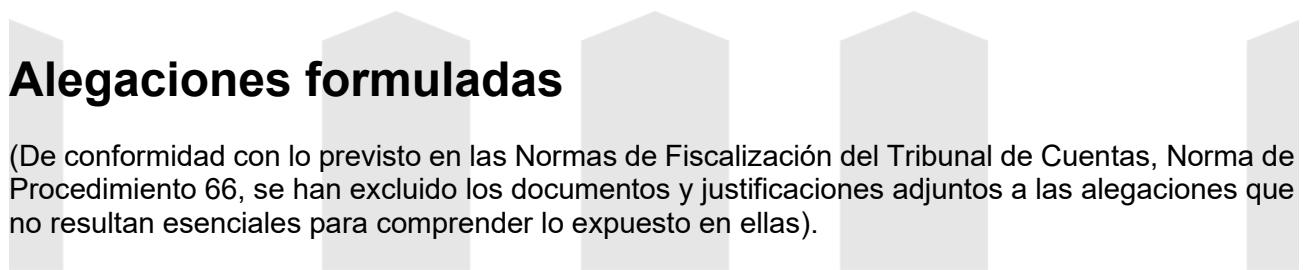 Alegaciones formuladas
(De conformidad con lo previsto en las Normas de Fiscalización del Tribunal de Cuentas, Norma de
Procedimiento 66, se han excluido los documentos y justificaciones adjuntos a las alegaciones que
no resultan esenciales para comprender lo expuesto en ellas).